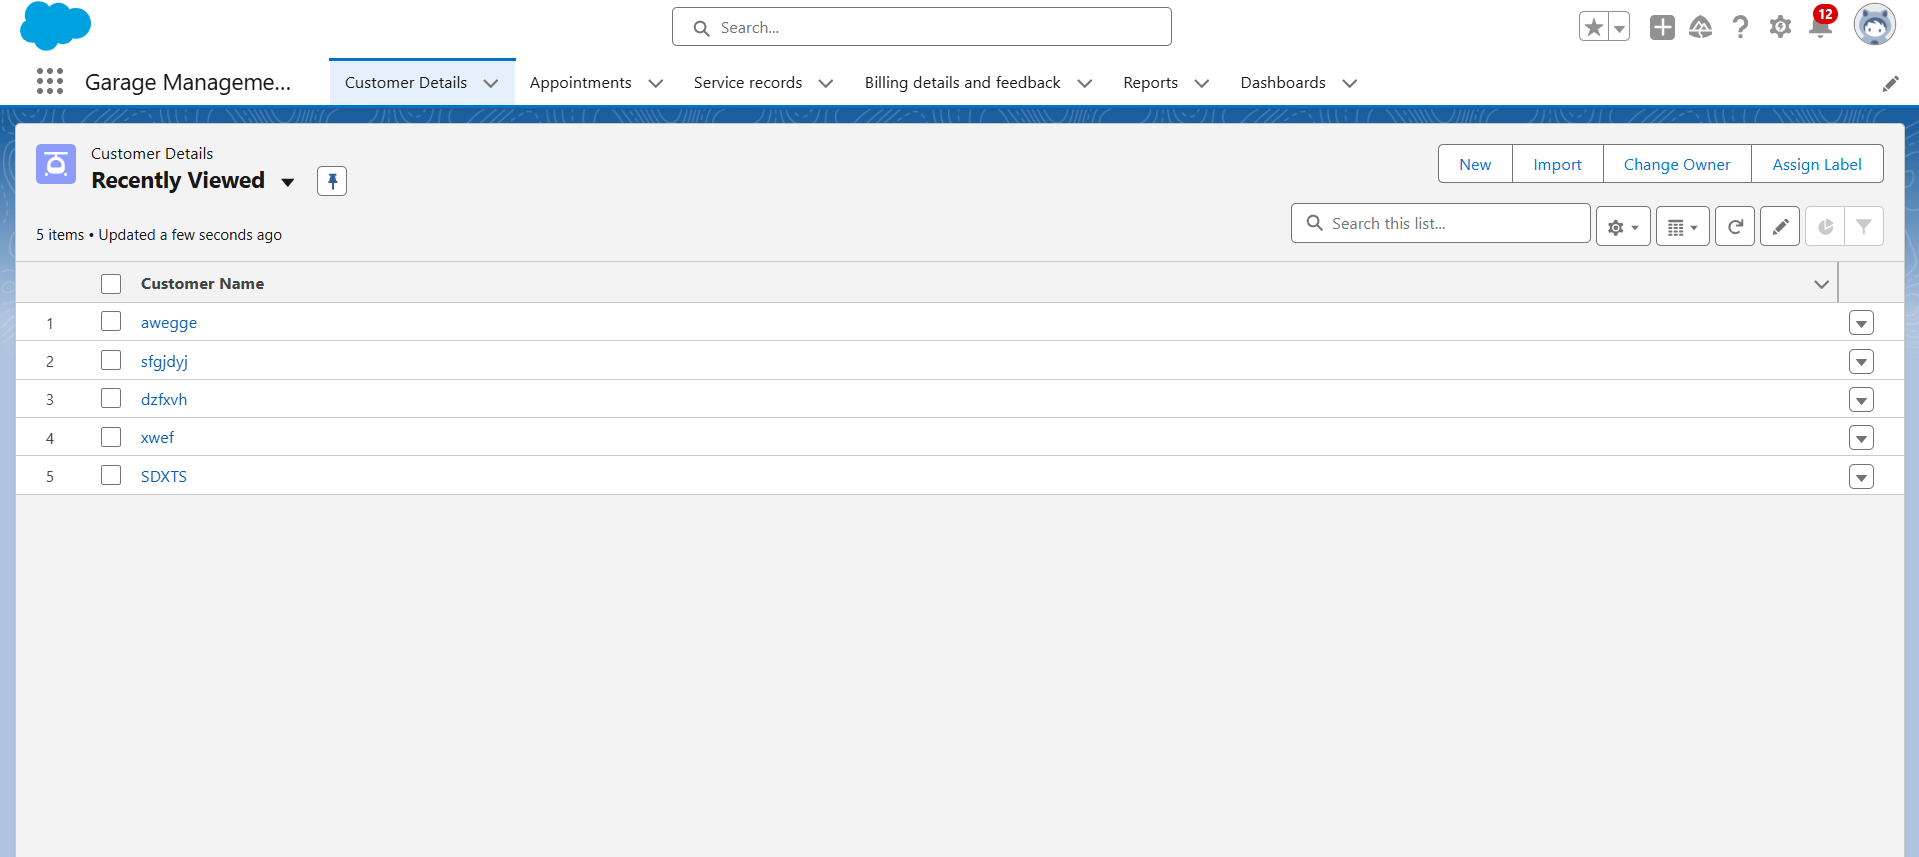 Search...
12
Garage Manageme...
Customer Details
Appointments
Service records
Billing details and feedback
Reports
Dashboards
Customer Details
Recently Viewed
New
Import
Change Owner
Assign Label
5 items • Updated a few seconds ago
Search this list...
Customer Name
1 awegge
2 sfgjdyj
3 dzfxvh
4 xwef
5 SDXTS